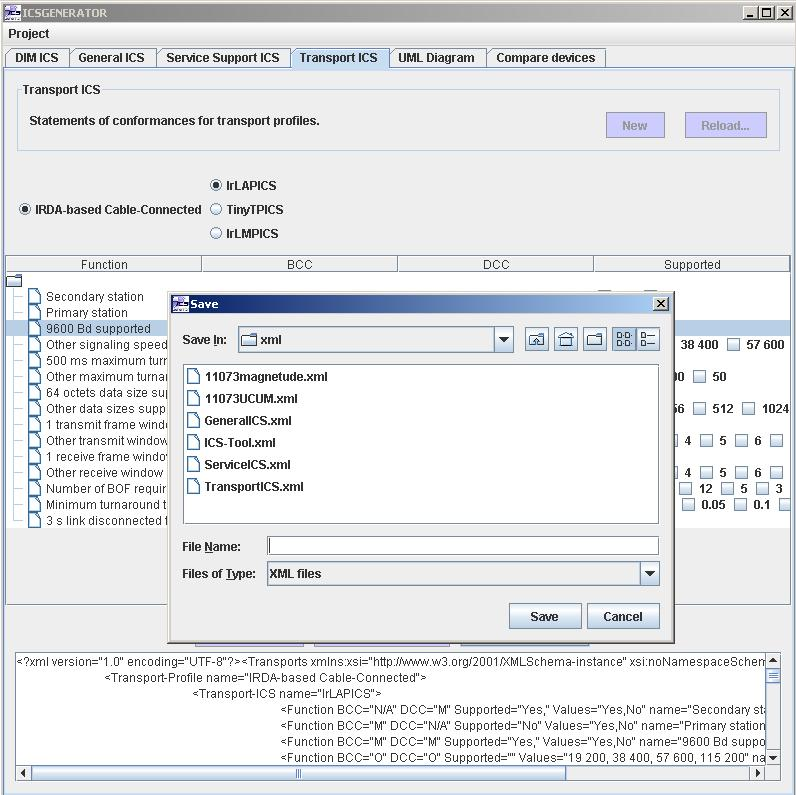 ICSGENERATOR
Project
DIM ICS General ICS Service Support ICS Transport ICS UML Diagram Compare devices
Transport ICS
Statements of conformances for transport profiles.
New Reload...
IrLAPICS
IRDA-based Cable-Connected TinyTPICS
IrLMPICS
Function BCC DCC Supported
Secondary station
Primary station
9600 Bd supported
Other signaling speed 38 400 57 600
500 ms maximum turn
Other maximum turnar 00 50
64 octets data size su
Other data sizes supp 56 512 1024
1 transmit frame windo
Other transmit window 4 5 6
1 receive frame windo
Other receive window 4 5 6
Number of BOF requir 12 5 3
Minimum turnaround t 0.05 0.1
3 s link disconnected
Save
Save In: xml
11073magnetude.xml
11073UCUM.xml
GeneralICS.xml
ICS-Tool.xml
ServiceICS.xml
TransportICS.xml
File Name:
Files of Type: XML files
Save Cancel
<?xml version="1.0" encoding="UTF-8"?><Transports xmlns:xsi="http://www.w3.org/2001/XMLSchema-instance" xsi:noNamespaceSchem
<Transport-Profile name="IRDA-based Cable-Connected">
<Transport-ICS name="IrLAPICS">
<Function BCC="N/A" DCC="M" Supported="Yes," Values="Yes,No" name="Secondary sta
<Function BCC="M" DCC="N/A" Supported="No" Values="Yes,No" name="Primary station
<Function BCC="M" DCC="M" Supported="Yes," Values="Yes,No" name="9600 Bd suppo
<Function BCC="O" DCC="O" Supported="" Values="19 200, 38 400, 57 600, 115 200" na